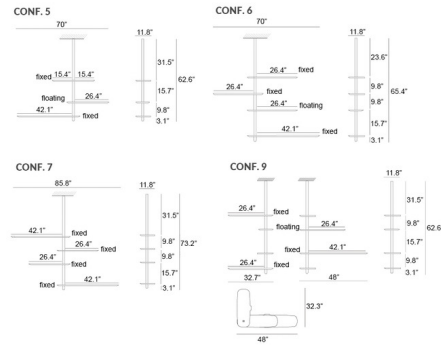 CONF. 5
70"
11.8"
31.5"
62.6"
fixed 15.4" 15.4"
26.4"
floating
15.7"
42.1"
fixed
9.8"
3.1"
CONF. 6
70"
11.8"
23.6"
26.4" fixed
26.4"
fixed
9.8"
65.4"
26.4"
floating
9.8"
15.7"
42.1"
fixed
3.1"
CONF. 7
85.8"
11.8"
31.5"
42.1"
fixed
9.8"
73.2"
26.4"
fixed
9.8"
26.4"
fixed
15.7"
fixed
42.1"
3.1"
CONF. 9
11.8"
31.5"
26.4"
fixed
9.8"
62.6"
floating
26.4"
15.7"
fixed
42.1"
9.8"
26.4"
fixed
3.1"
32.7"
48"
32.3"
48"